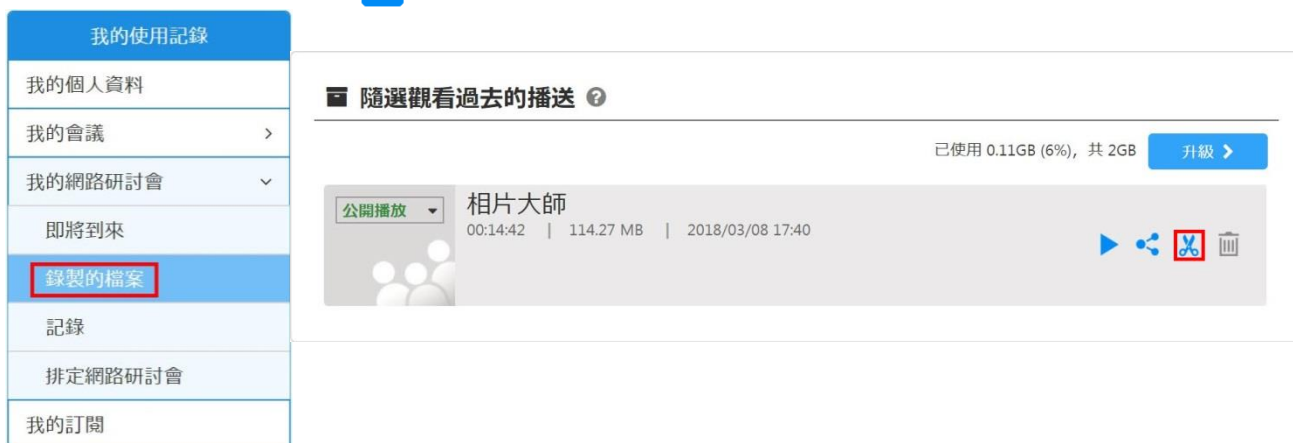 我的使用記錄
我的個人資料
我的會議
我的網路研討會
即將到來
錄製的檔案
記錄
排定網路研討會
我的訂閱
隨選觀看過去的播送
已使用 0.11GB (6%), 共 2GB 升級
公開播放
相片大師
00:14:42 | 114.27 MB | 2018/03/08 17:40